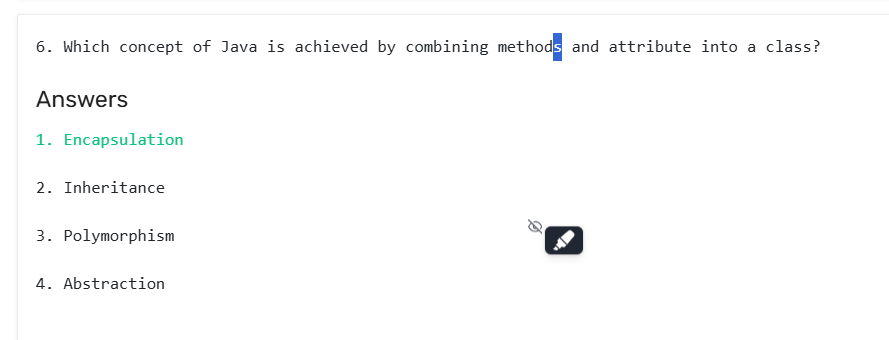 6. Which concept of Java is achieved by combining methods and attribute into a class?
Answers
1. Encapsulation
2. Inheritance
3. Polymorphism
4. Abstraction